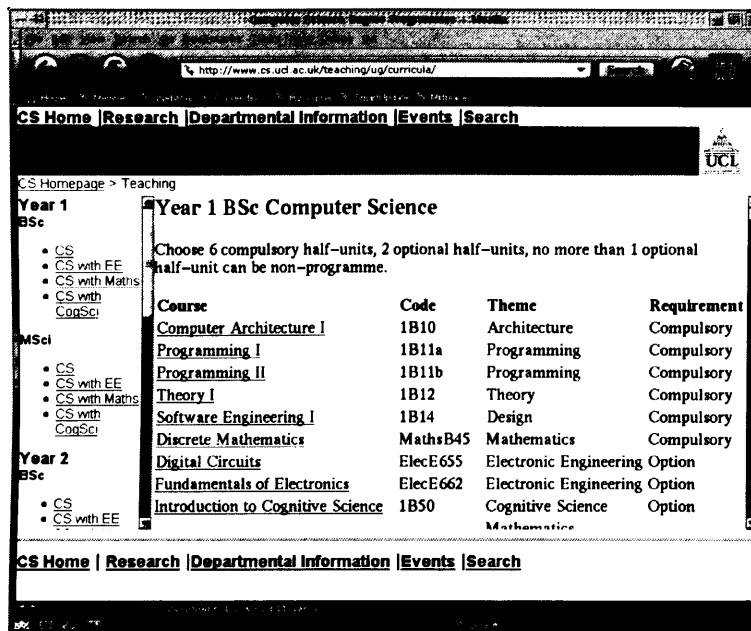 http://www.cs.ucl.ac.uk/teaching/ug/curricula/
Search
CS Home |Research |Departmental Information |Events |Search
UCL
CS Homepage > Teaching
Year 1
BSc
• CS
• CS with EE
• CS with Maths
• CS with
CogSci
MSci
• CS
• CS with EE
• CS with Maths
• CS with
CogSci
Year 2
BSc
• CS
• CS with EE
Year 1 BSc Computer Science
Choose 6 compulsory half-units, 2 optional half-units, no more than 1 optional
half-unit can be non-programme.
Course Code Theme Requirement
Computer Architecture I 1B10 Architecture Compulsory
Programming I 1B11a Programming Compulsory
Programming II 1B11b Programming Compulsory
Theory I 1B12 Theory Compulsory
Software Engineering I 1B14 Design Compulsory
Discrete Mathematics MathsB45 Mathematics Compulsory
Digital Circuits ElecE655 Electronic Engineering Option
Fundamentals of Electronics ElecE662 Electronic Engineering Option
Introduction to Cognitive Science 1B50 Cognitive Science Option
Mathematics
CS Home | Research |Departmental Information |Events |Search